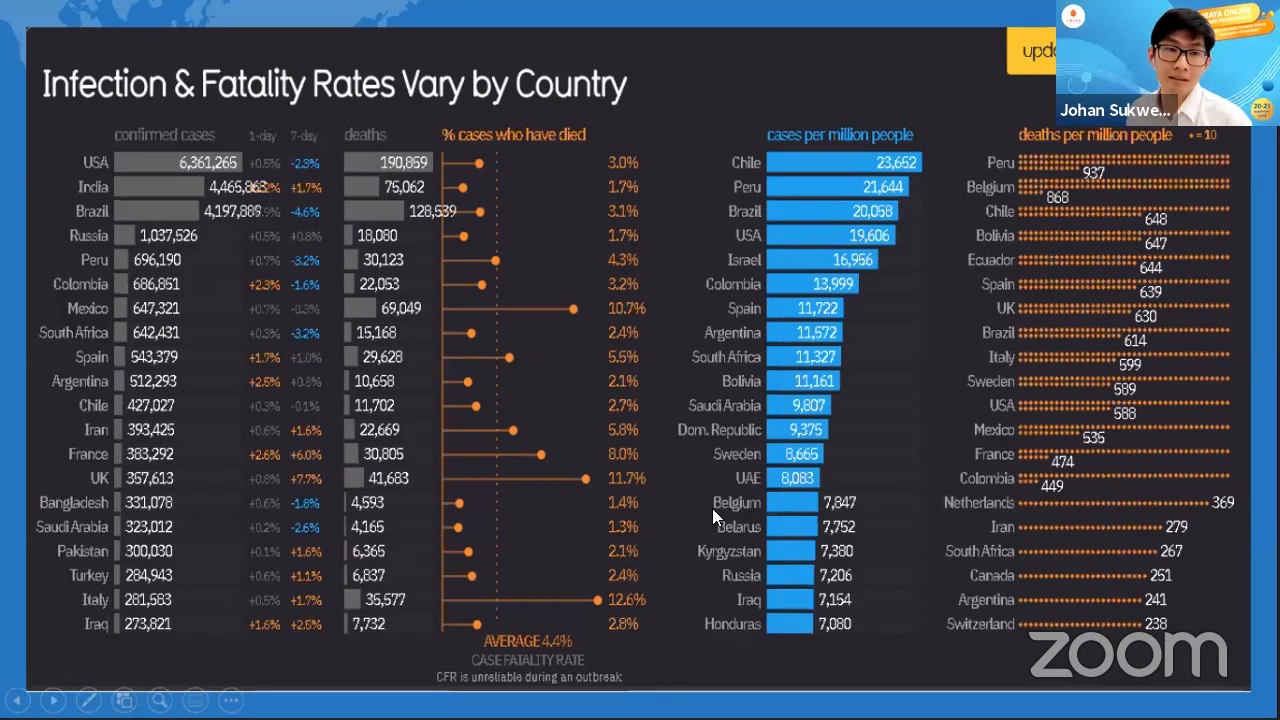 upd
UBAYA ONLINE
Johan Sukwe...
20-25
Infection & Fatality Rates Vary by Country
confirmed cases 1-day 7-day deaths % cases who have died
USA 6,361,265 +0.5% -2.3% 190,859 3.0%
India 4,465,863 +1.7% 75,062 1.7%
Brazil 4,197,889 -4.6% 128,539 3.1%
Russia 1,037,526 +0.5% +0.8% 18,080 1.7%
Peru 696,190 +0.7% -3.2% 30,123 4.3%
Colombia 686,851 +2.3% -1.6% 22,053 3.2%
Mexico 647,321 +0.7% -0.3% 69,049 10.7%
South Africa 642,431 +0.3% -3.2% 15,168 2.4%
Spain 543,379 +1.7% +1.0% 29,628 5.5%
Argentina 512,293 +2.5% +0.8% 10,658 2.1%
Chile 427,027 +0.3% -0.1% 11,702 2.7%
Iran 393,425 +0.6% +1.6% 22,669 5.8%
France 383,292 +2.6% +6.0% 30,805 8.0%
UK 357,613 +0.8% +7.7% 41,683 11.7%
Bangladesh 331,078 +0.6% -1.8% 4,593 1.4%
Saudi Arabia 323,012 +0.2% -2.6% 4,165 1.3%
Pakistan 300,030 +0.1% +1.6% 6,365 2.1%
Turkey 284,943 +0.6% +1.1% 6,837 2.4%
Italy 281,583 +0.5% +1.7% 35,577 12.6%
Iraq 273,821 +1.6% +2.5% 7,732 2.8%
AVERAGE 4.4%
CASE FATALITY RATE
CFR is unreliable during an outbreak
cases per million people
Chile 23,652
Peru 21,644
Brazil 20,058
USA 19,606
Israel 16,956
Colombia 13,999
Spain 11,722
Argentina 11,572
South Africa 11,327
Bolivia 11,161
Saudi Arabia 9,807
Dom. Republic 9,375
Sweden 8,665
UAE 8,083
Belgium 7,847
Belarus 7,752
Kyrgyzstan 7,380
Russia 7,206
Iraq 7,154
Honduras 7,080
deaths per million people • = 10
Peru 937
Belgium 868
Chile 648
Bolivia 647
Ecuador 644
Spain 639
UK 630
Brazil 614
Italy 599
Sweden 589
USA 588
Mexico 535
France 474
Colombia 449
Netherlands 369
Iran 279
South Africa 267
Canada 251
Argentina 241
Switzerland 238
zoom